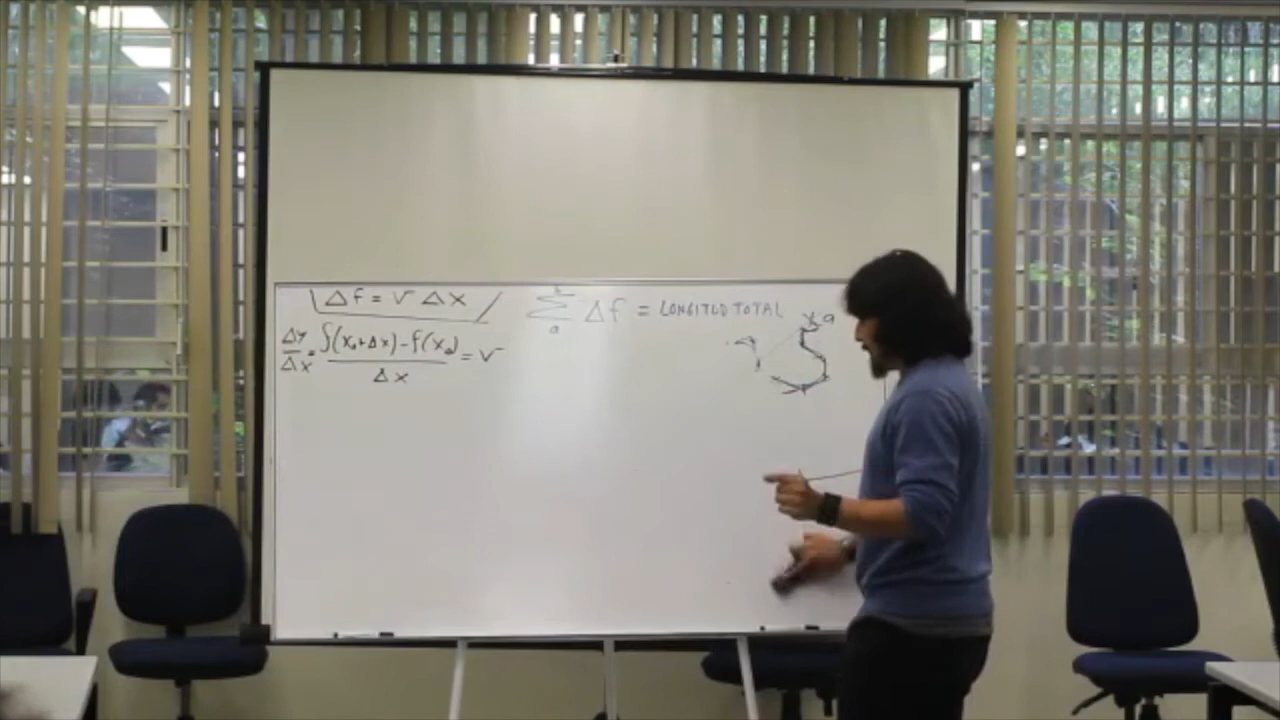 Δf = v Δx
Δy/Δx = (f(x₀+Δx) - f(x₀))/Δx = v
Σ Δf = LONGITUD TOTAL
a
a